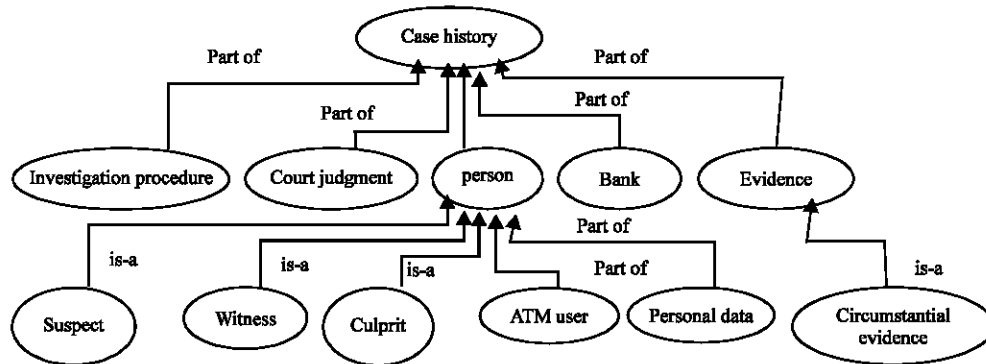 Case history
Part of
Part of
Part of
Part of
Investigation procedure
Court judgment
person
Bank
Evidence
Part of
is-a
is-a
is-a
Part of
is-a
Suspect
Witness
Culprit
ATM user
Personal data
Circumstantial
evidence